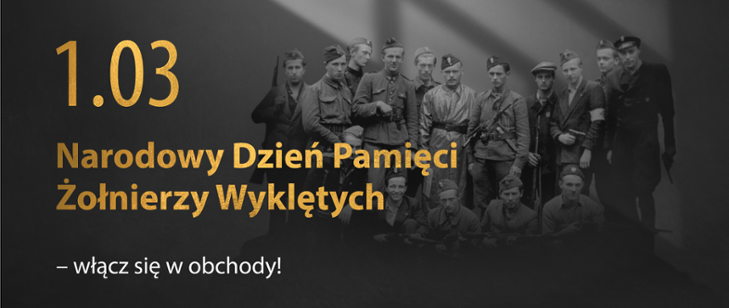 1.03
Narodowy Dzień Pamięci
Żołnierzy Wyklętych
– włącz się w obchody!